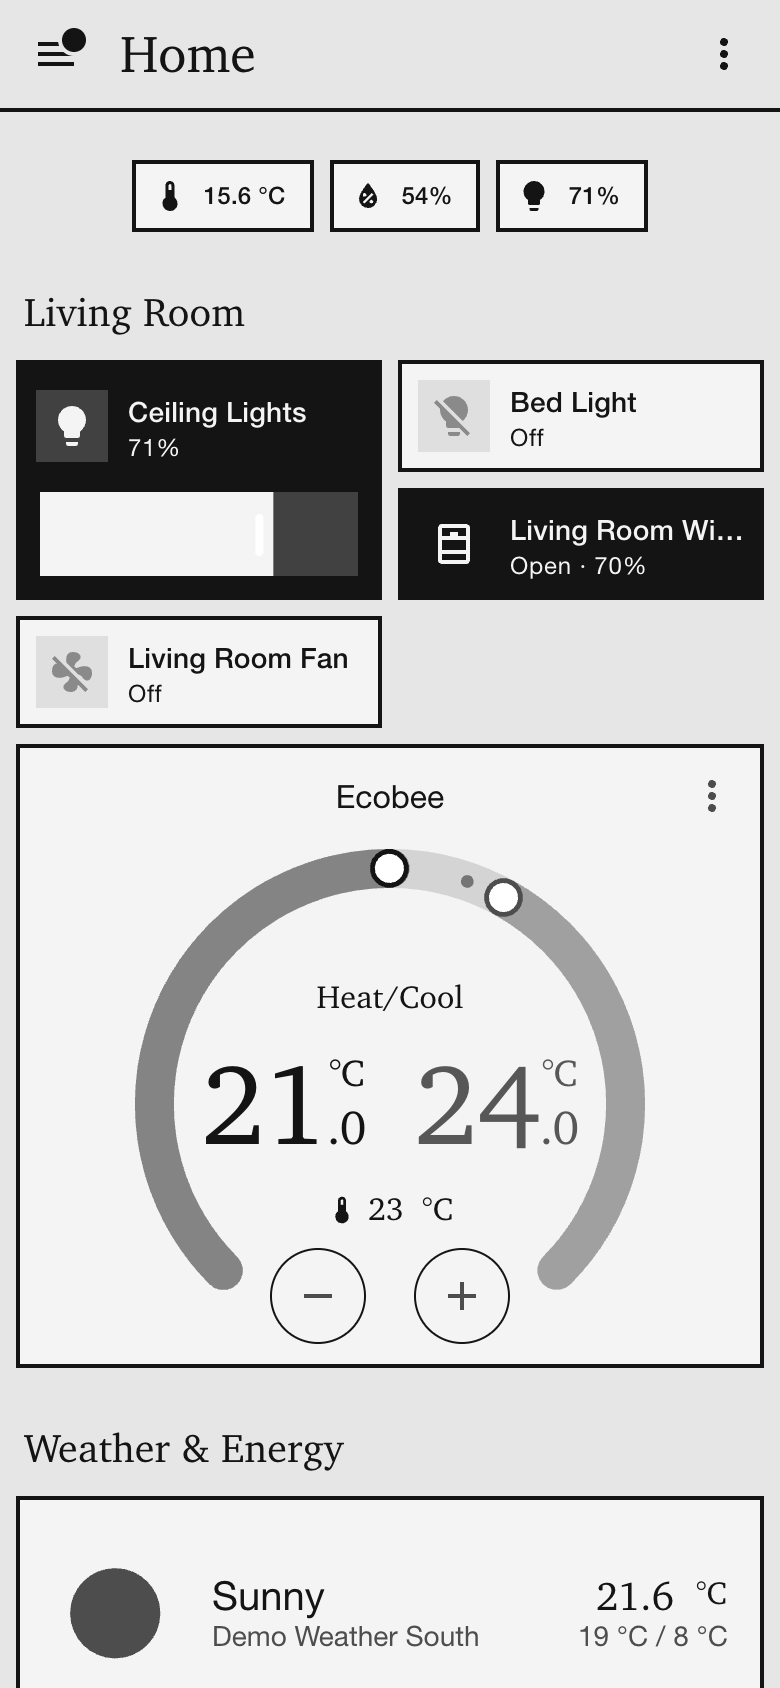 Home
15.6 °C
54%
71%
Living Room
Ceiling Lights
71%
Bed Light
Off
Living Room Wi...
Open · 70%
Living Room Fan
Off
Ecobee
Heat/Cool
21.0 °C 24.0 °C
23 °C
Weather & Energy
Sunny 21.6 °C
Demo Weather South 19 °C / 8 °C